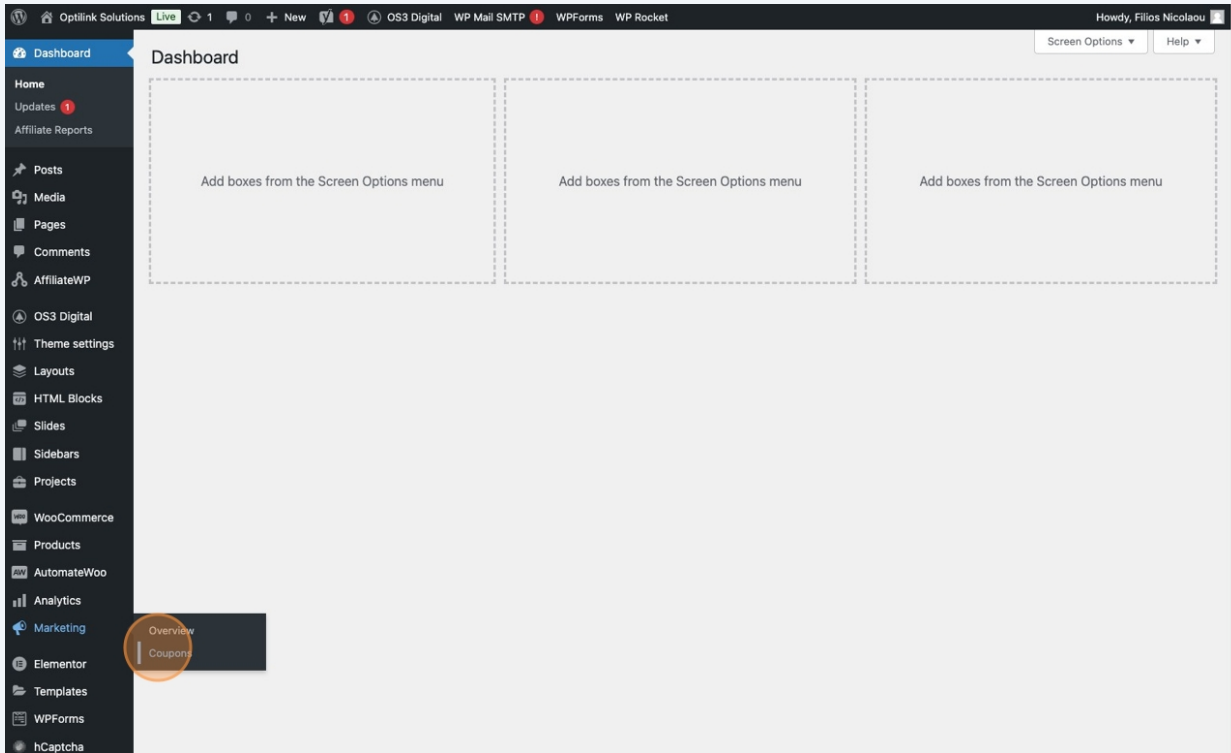 Optilink Solutions Live 1 0 + New 1 OS3 Digital WP Mail SMTP ! WPForms WP Rocket Howdy, Filios Nicolaou
Screen Options ▼ Help ▼
Dashboard
Home
Updates 1
Affiliate Reports
Posts
Media
Pages
Comments
AffiliateWP
OS3 Digital
Theme settings
Layouts
HTML Blocks
Slides
Sidebars
Projects
WooCommerce
Products
AutomateWoo
Analytics
Marketing
Elementor
Templates
WPForms
hCaptcha
Dashboard
Add boxes from the Screen Options menu
Add boxes from the Screen Options menu
Add boxes from the Screen Options menu
Overview
Coupons